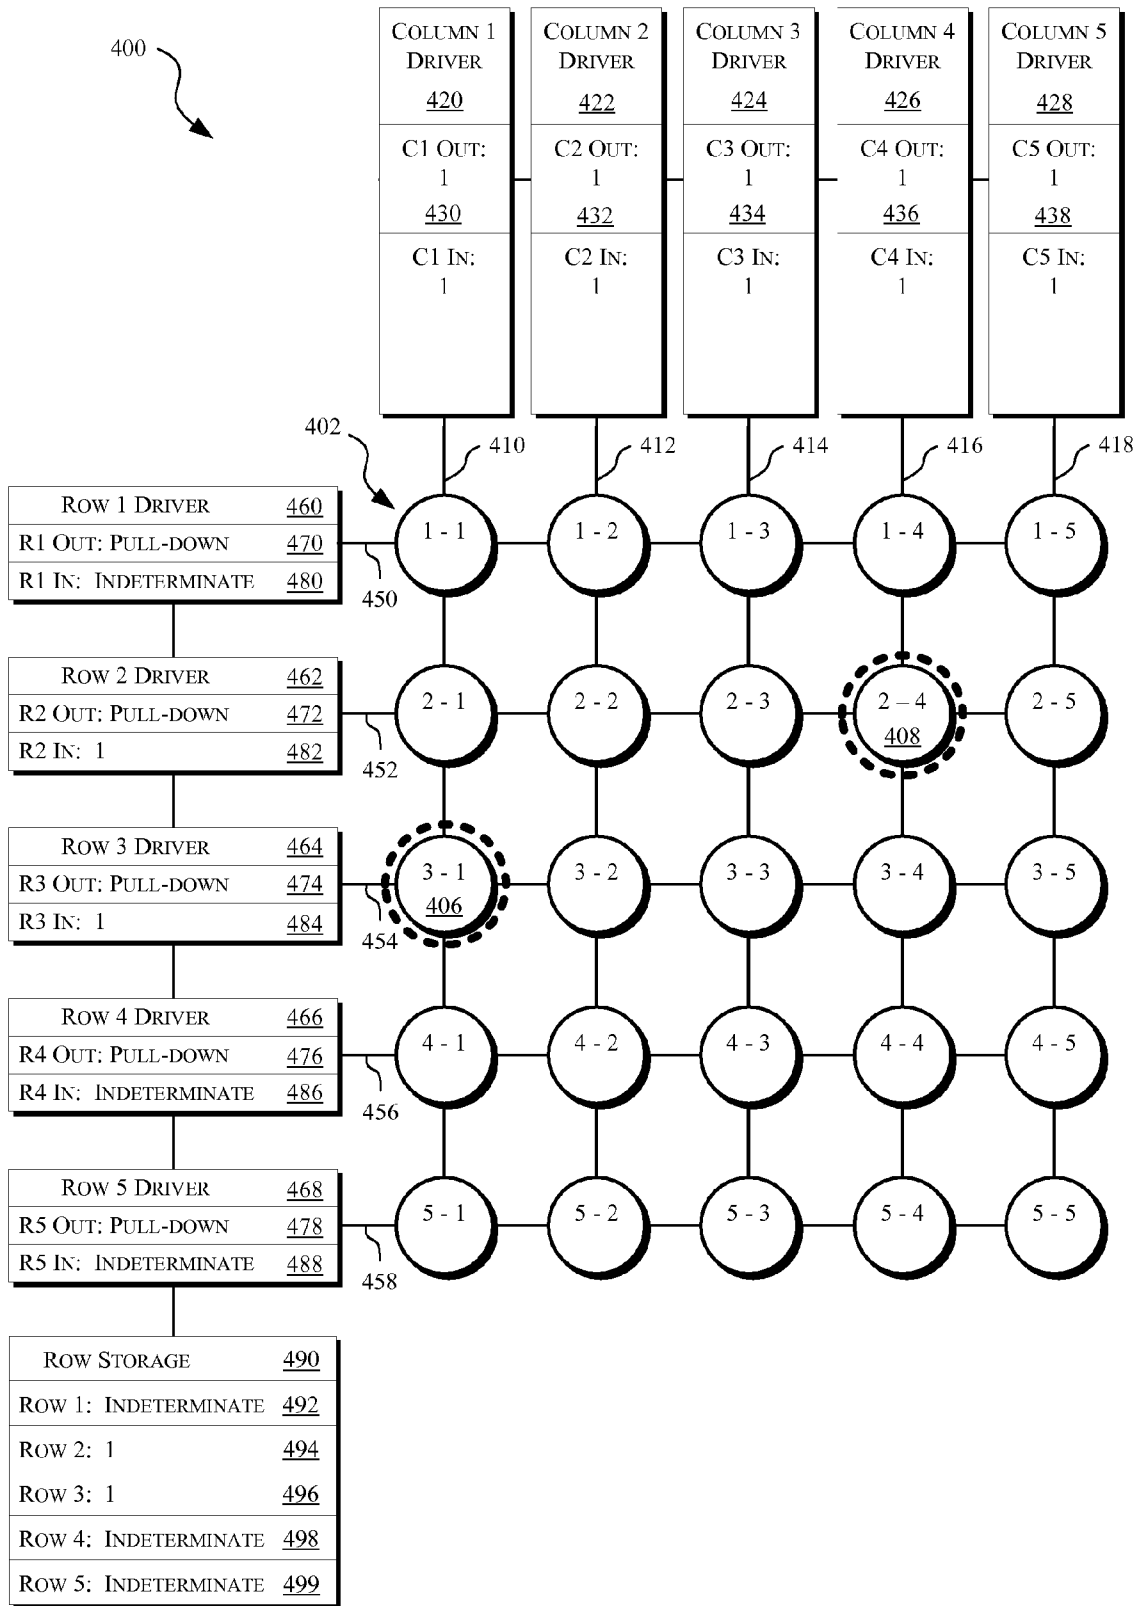 400
COLUMN 1 DRIVER
420
C1 OUT:
1
430
C1 IN:
1
COLUMN 2 DRIVER
422
C2 OUT:
1
432
C2 IN:
1
COLUMN 3 DRIVER
424
C3 OUT:
1
434
C3 IN:
1
COLUMN 4 DRIVER
426
C4 OUT:
1
436
C4 IN:
1
COLUMN 5 DRIVER
428
C5 OUT:
1
438
C5 IN:
1
402
410
412
414
416
418
ROW 1 DRIVER 460
R1 OUT: PULL-DOWN 470
R1 IN: INDETERMINATE 480
450
1 - 1
1 - 2
1 - 3
1 - 4
1 - 5
ROW 2 DRIVER 462
R2 OUT: PULL-DOWN 472
R2 IN: 1 482
452
2 - 1
2 - 2
2 - 3
2 – 4
408
2 - 5
ROW 3 DRIVER 464
R3 OUT: PULL-DOWN 474
R3 IN: 1 484
454
3 - 1
406
3 - 2
3 - 3
3 - 4
3 - 5
ROW 4 DRIVER 466
R4 OUT: PULL-DOWN 476
R4 IN: INDETERMINATE 486
456
4 - 1
4 - 2
4 - 3
4 - 4
4 - 5
ROW 5 DRIVER 468
R5 OUT: PULL-DOWN 478
R5 IN: INDETERMINATE 488
458
5 - 1
5 - 2
5 - 3
5 - 4
5 - 5
ROW STORAGE 490
ROW 1: INDETERMINATE 492
ROW 2: 1 494
ROW 3: 1 496
ROW 4: INDETERMINATE 498
ROW 5: INDETERMINATE 499